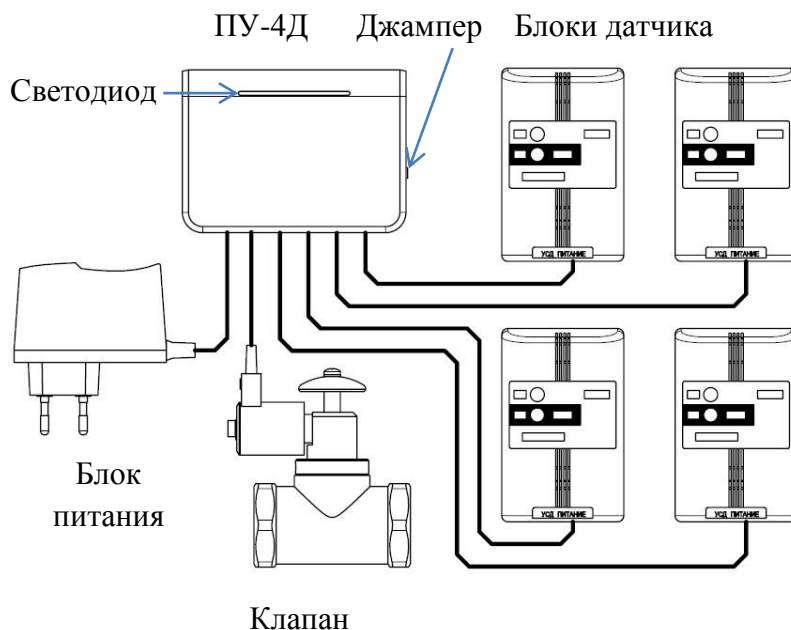 ПУ-4Д
Джампер
Блоки датчика
Светодиод
УСД ПИТАНИЕ
УСД ПИТАНИЕ
УСД ПИТАНИЕ
УСД ПИТАНИЕ
Блок
питания
Клапан